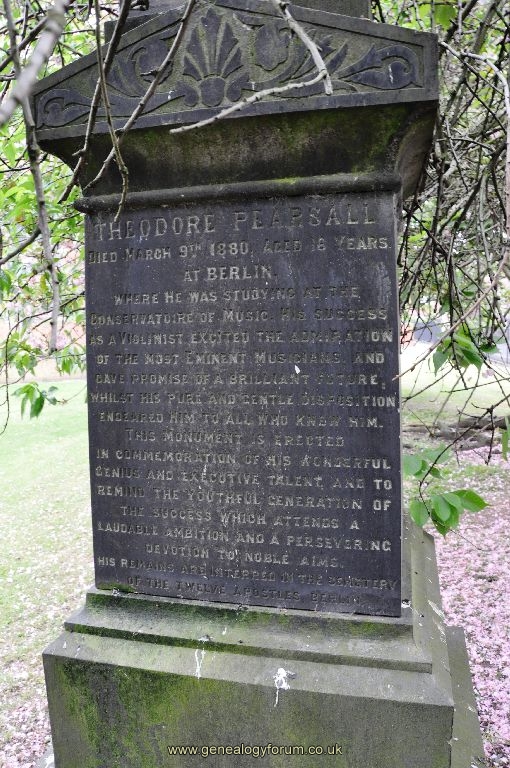 THEODORE PEARSALL
DIED MARCH 9TH 1880, AGED 18 YEARS.
AT BERLIN.
WHERE HE WAS STUDYING AT THE
CONSERVATOIRE OF MUSIC. HIS SUCCESS
AS A VIOLINIST EXCITED THE ADMIRATION
OF THE MOST EMINENT MUSICIANS, AND
GAVE PROMISE OF A BRILLIANT FUTURE,
WHILST HIS PURE AND GENTLE DISPOSITION
ENDEARED HIM TO ALL WHO KNEW HIM.
THIS MONUMENT IS ERECTED
IN COMMEMORATION OF HIS WONDERFUL
GENIUS AND EXECUTIVE TALENT, AND TO
REMIND THE YOUTHFUL GENERATION OF
THE SUCCESS WHICH ATTENDS A
LAUDABLE AMBITION AND A PERSEVERING
DEVOTION TO NOBLE AIMS.
HIS REMAINS ARE INTERRED IN THE CEMETERY
OF THE TWELVE APOSTLES, BERLIN.
www.genealogyforum.co.uk